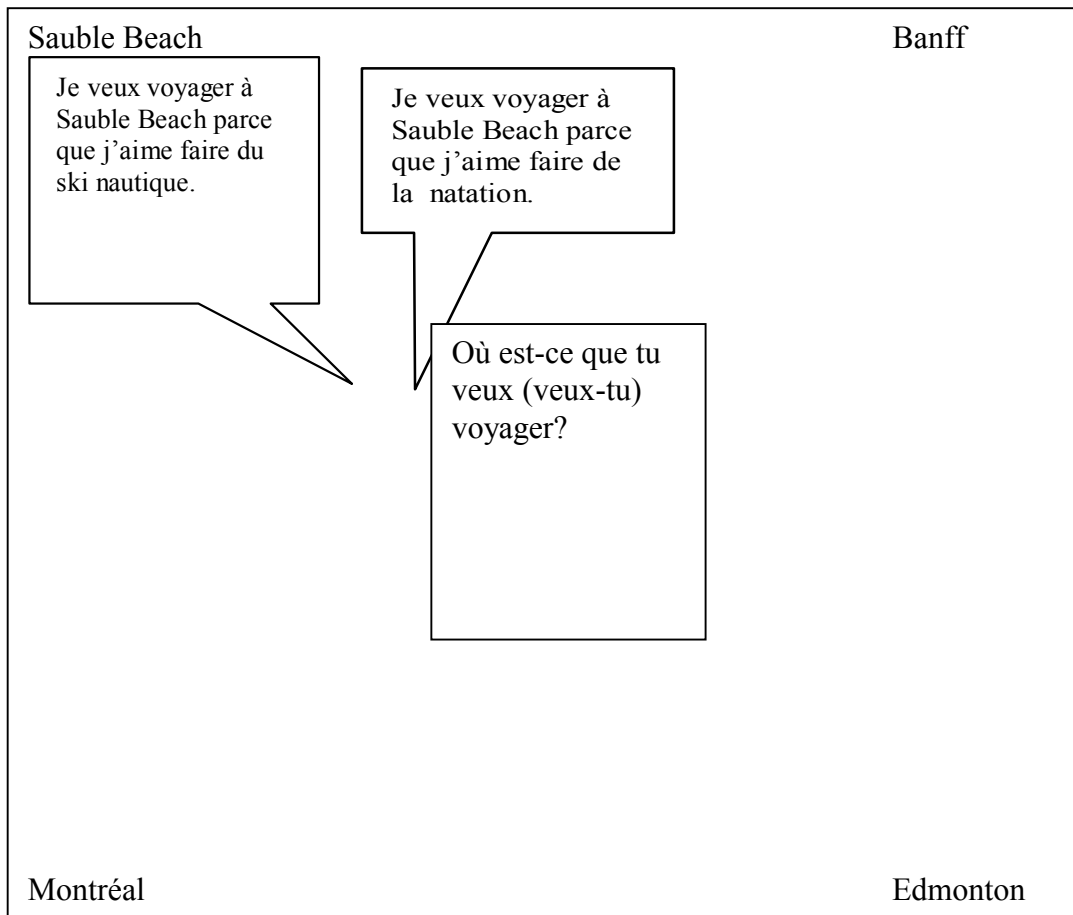 Sauble Beach
Banff
Je veux voyager à
Sauble Beach parce
que j’aime faire du
ski nautique.
Je veux voyager à
Sauble Beach parce
que j’aime faire de
la natation.
Où est-ce que tu
veux (veux-tu)
voyager?
Montréal
Edmonton